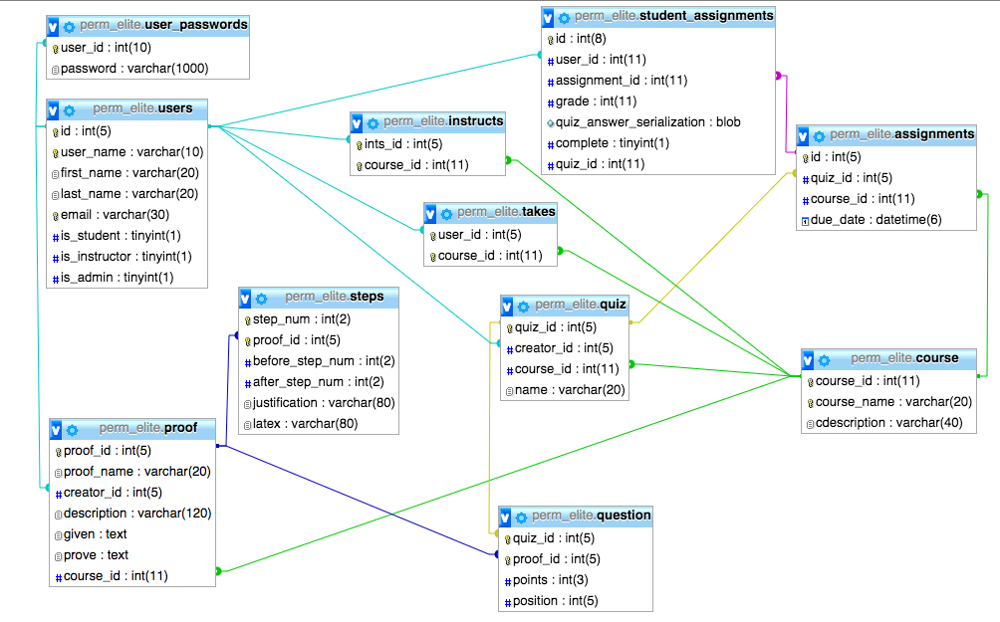 perm_elite.user_passwords
user_id : int(10)
password : varchar(1000)
perm_elite.users
id : int(5)
user_name : varchar(10)
first_name : varchar(20)
last_name : varchar(20)
email : varchar(30)
is_student : tinyint(1)
is_instructor : tinyint(1)
is_admin : tinyint(1)
perm_elite.student_assignments
id : int(8)
user_id : int(11)
assignment_id : int(11)
grade : int(11)
quiz_answer_serialization : blob
complete : tinyint(1)
quiz_id : int(11)
perm_elite.instructs
ints_id : int(5)
course_id : int(11)
perm_elite.assignments
id : int(5)
quiz_id : int(5)
course_id : int(11)
due_date : datetime(6)
perm_elite.takes
user_id : int(5)
course_id : int(11)
perm_elite.steps
step_num : int(2)
proof_id : int(5)
before_step_num : int(2)
after_step_num : int(2)
justification : varchar(80)
latex : varchar(80)
perm_elite.quiz
quiz_id : int(5)
creator_id : int(5)
course_id : int(11)
name : varchar(20)
perm_elite.course
course_id : int(11)
course_name : varchar(20)
cdescription : varchar(40)
perm_elite.proof
proof_id : int(5)
proof_name : varchar(20)
creator_id : int(5)
description : varchar(120)
given : text
prove : text
course_id : int(11)
perm_elite.question
quiz_id : int(5)
proof_id : int(5)
points : int(3)
position : int(5)